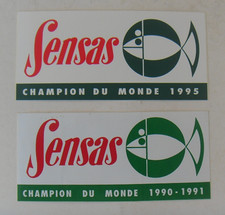 Sensas
CHAMPION DU MONDE 1995
Sensas
CHAMPION DU MONDE 1990-1991